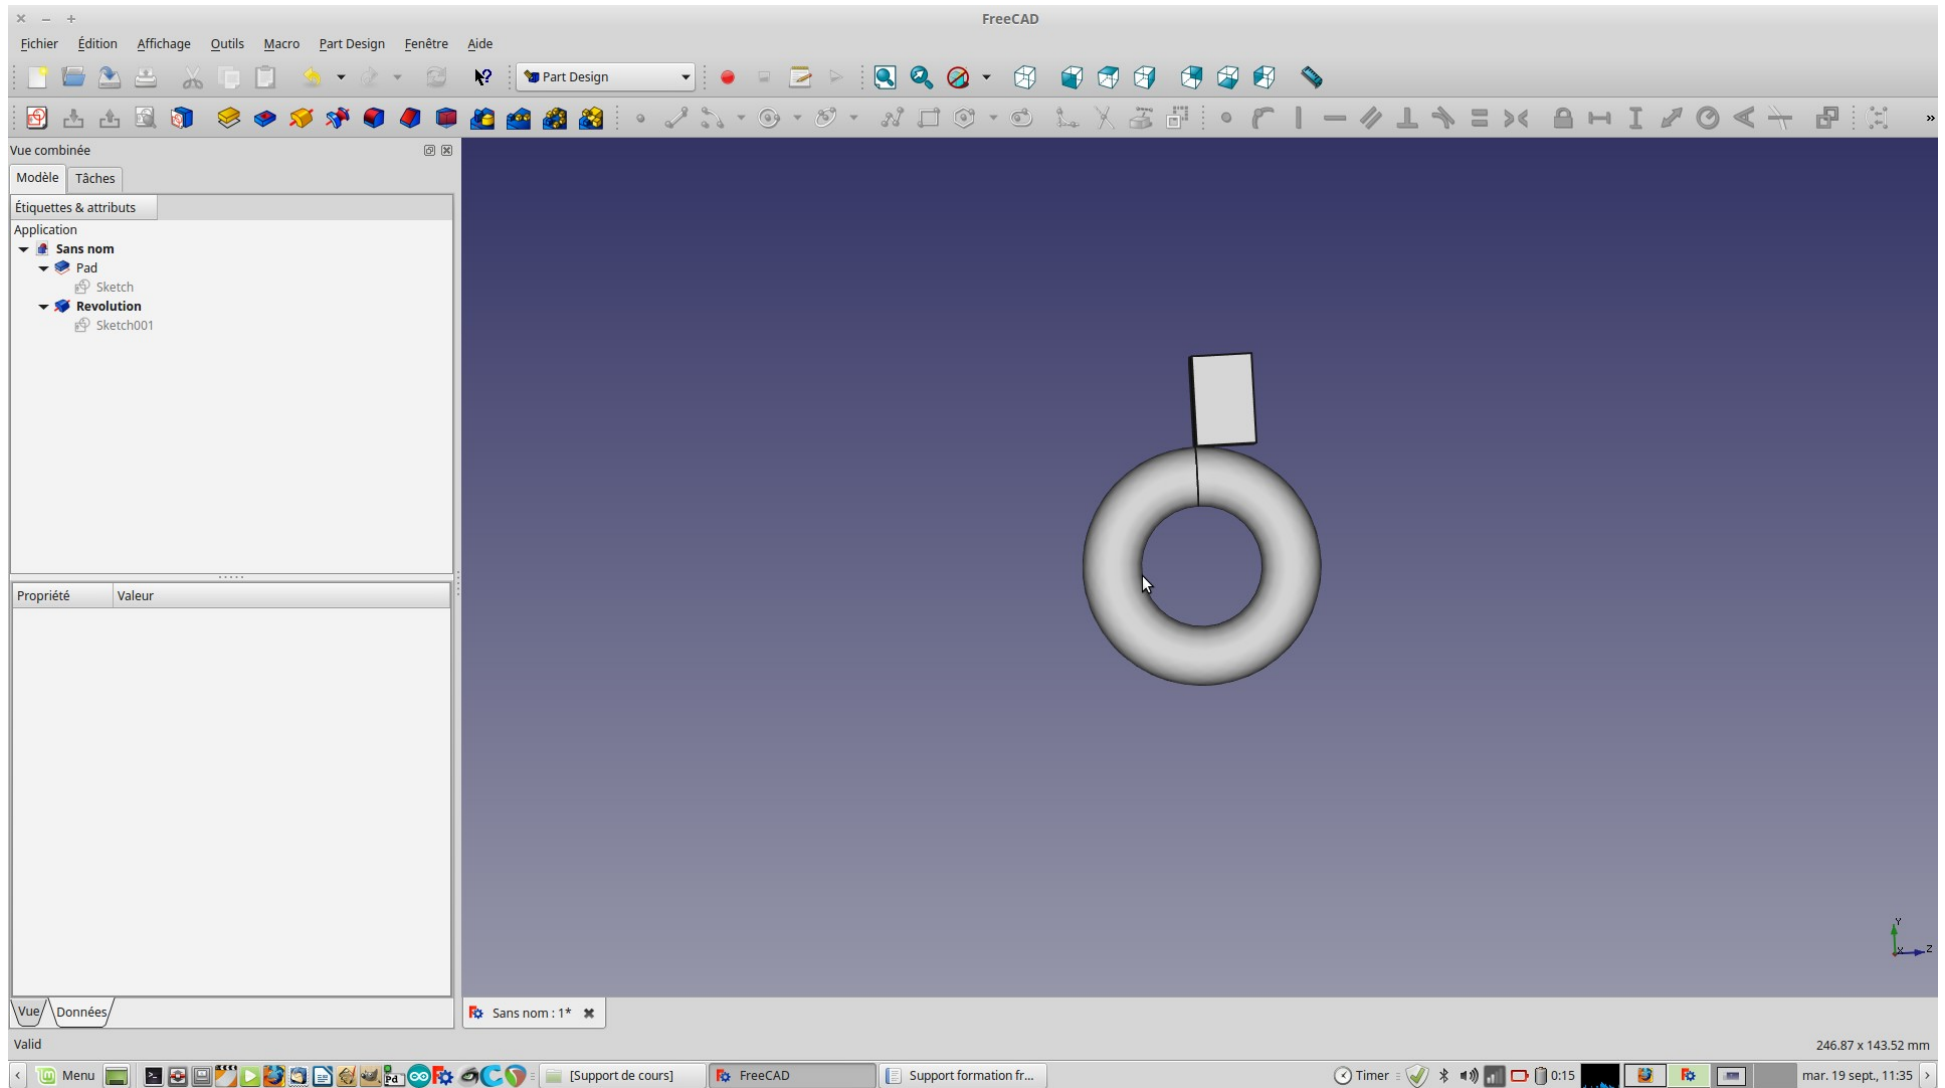 FreeCAD
Fichier Édition Affichage Outils Macro Part Design Fenêtre Aide
Part Design
»
Vue combinée
Modèle Tâches
Étiquettes & attributs
Application
Sans nom
Pad
Sketch
Revolution
Sketch001
Propriété Valeur
Y
X Z
Vue Données
Sans nom : 1*
Valid
246.87 x 143.52 mm
Menu Pd [Support de cours] FreeCAD Support formation fr... Timer 0:15 mar. 19 sept., 11:35